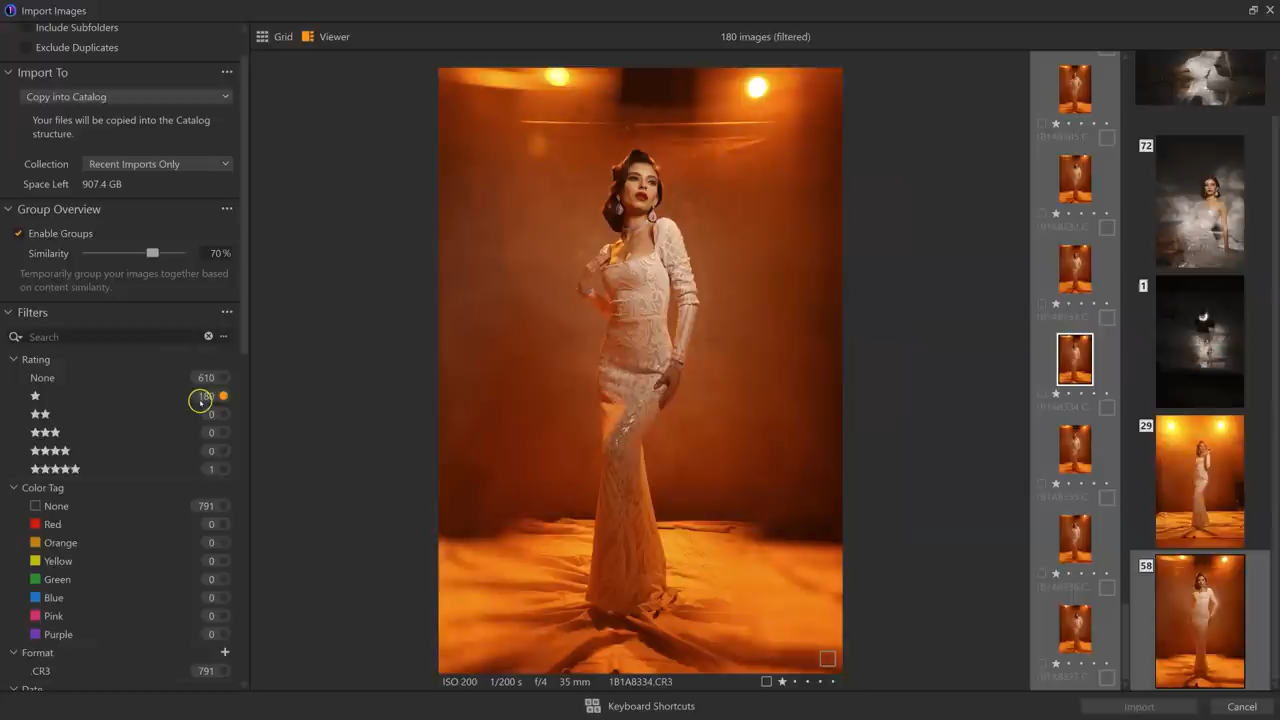 Import Images
Include Subfolders
Exclude Duplicates
Grid Viewer
180 images (filtered)
Import To
Copy into Catalog
Your files will be copied into the Catalog
structure.
Collection Recent Imports Only
Space Left 907.4 GB
Group Overview
Enable Groups
Similarity 70 %
Temporarily group your images together based
on content similarity.
Filters
Search
Rating
None 610
0
0
0
1
Color Tag
None 791
Red 0
Orange 0
Yellow 0
Green 0
Blue 0
Pink 0
Purple 0
Format
.CR3 791
Date
ISO 200 1/200 s f/4 35 mm 1B1A8334.CR3
72
1
29
58
Keyboard Shortcuts
Import
Cancel